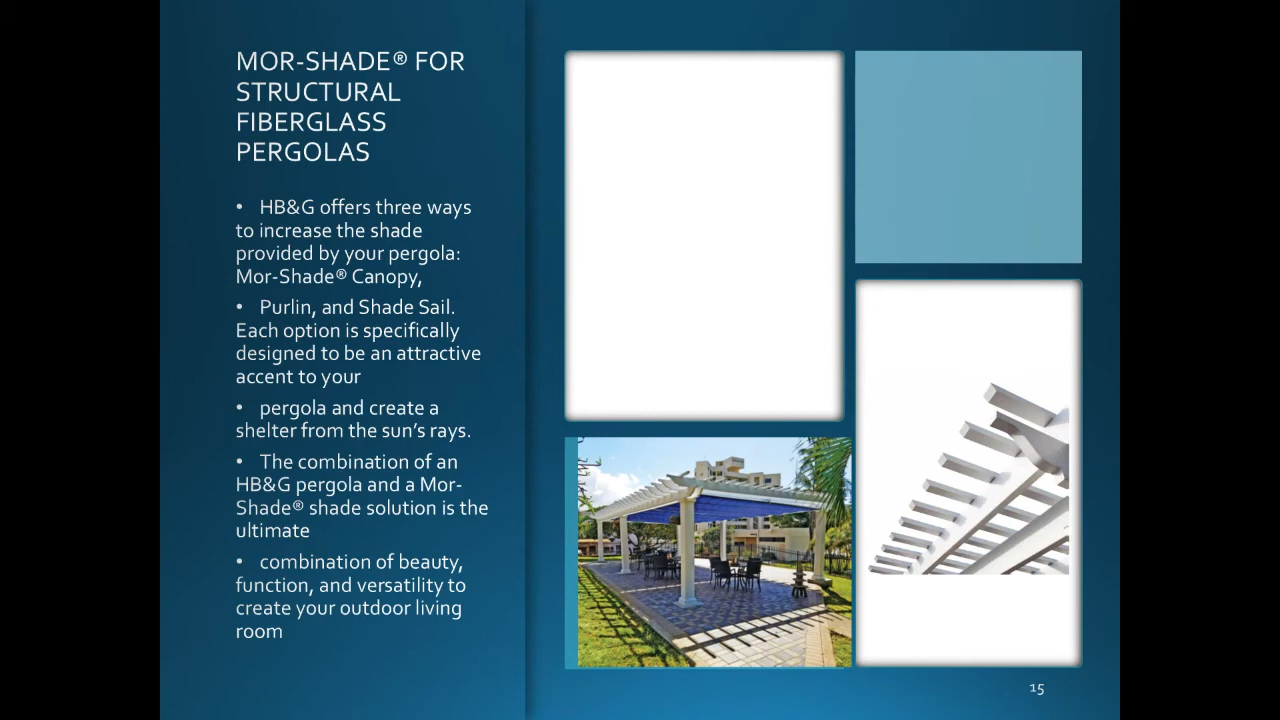 MOR-SHADE® FOR
STRUCTURAL
FIBERGLASS
PERGOLAS
• HB&G offers three ways
to increase the shade
provided by your pergola:
Mor-Shade® Canopy,
• Purlin, and Shade Sail.
Each option is specifically
designed to be an attractive
accent to your
• pergola and create a
shelter from the sun’s rays.
• The combination of an
HB&G pergola and a Mor-
Shade® shade solution is the
ultimate
• combination of beauty,
function, and versatility to
create your outdoor living
room
15